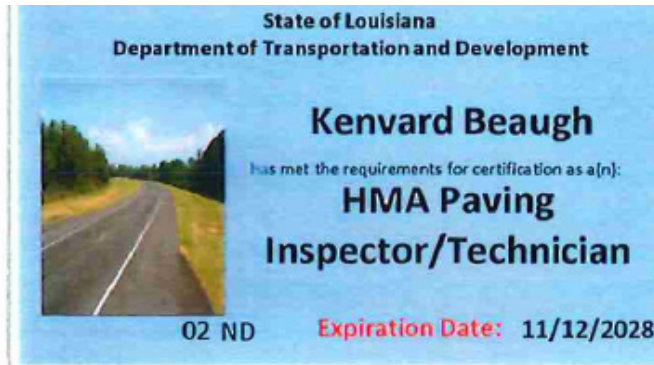 State of Louisiana
Department of Transportation and Development
Kenvard Beaugh
has met the requirements for certification as a(n):
HMA Paving
Inspector/Technician
02 ND
Expiration Date: 11/12/2028